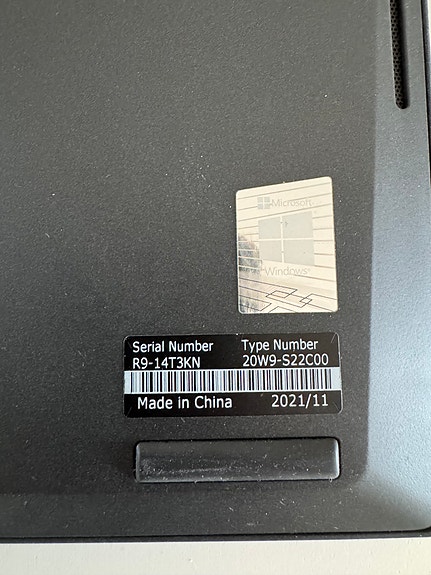 Microsoft
Windows®
Serial Number Type Number
R9-14T3KN 20W9-S22C00
Made in China 2021/11